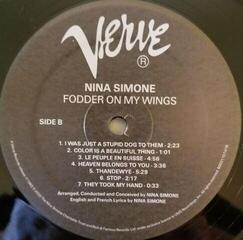 Verve
®
NINA SIMONE
FODDER ON MY WINGS
SIDE B
1. I WAS JUST A STUPID DOG TO THEM - 2:23
2. COLOR IS A BEAUTIFUL THING - 1:01
3. LE PEUPLE EN SUISSE - 4:56
4. HEAVEN BELONGS TO YOU - 3:36
5. THANDEWYE - 5:29
6. STOP - 2:17
7. THEY TOOK MY HAND - 0:33
Arranged, Conducted and Conceived by NINA SIMONE
English and French Lyrics by NINA SIMONE